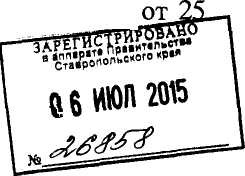 от 25
ЗАРЕГИСТРИРОВАНО
в аппарате Правительства
Ставропольского края
06 ИЮЛ 2015
№ 26858